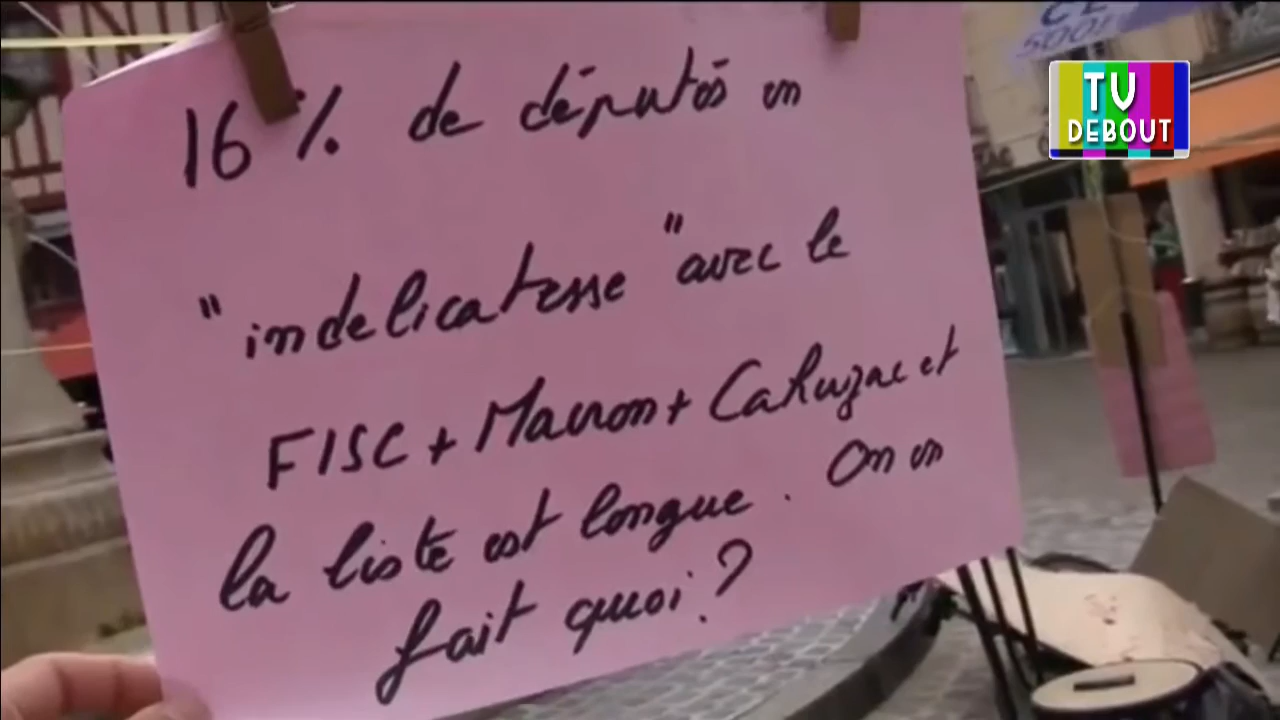 16 % de députés en
"indelicatesse" avec le
FISC + Macron + Cahuzac et
la liste est longue. On en
fait quoi ?
TV
DEBOUT